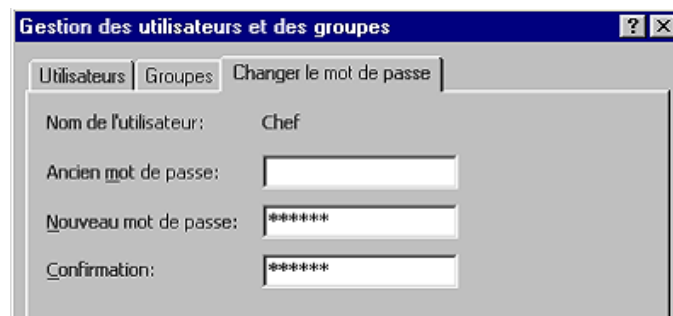 Gestion des utilisateurs et des groupes
Utilisateurs Groupes Changer le mot de passe
Nom de l'utilisateur: Chef
Ancien mot de passe:
Nouveau mot de passe: ******
Confirmation: ******